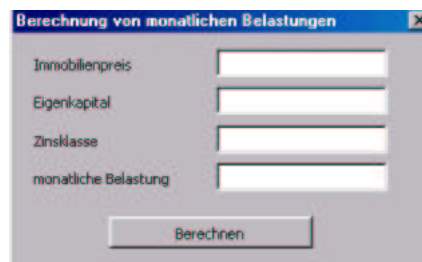 Berechnung von monatlichen Belastungen
Immobilienpreis
Eigenkapital
Zinsklasse
monatliche Belastung
Berechnen